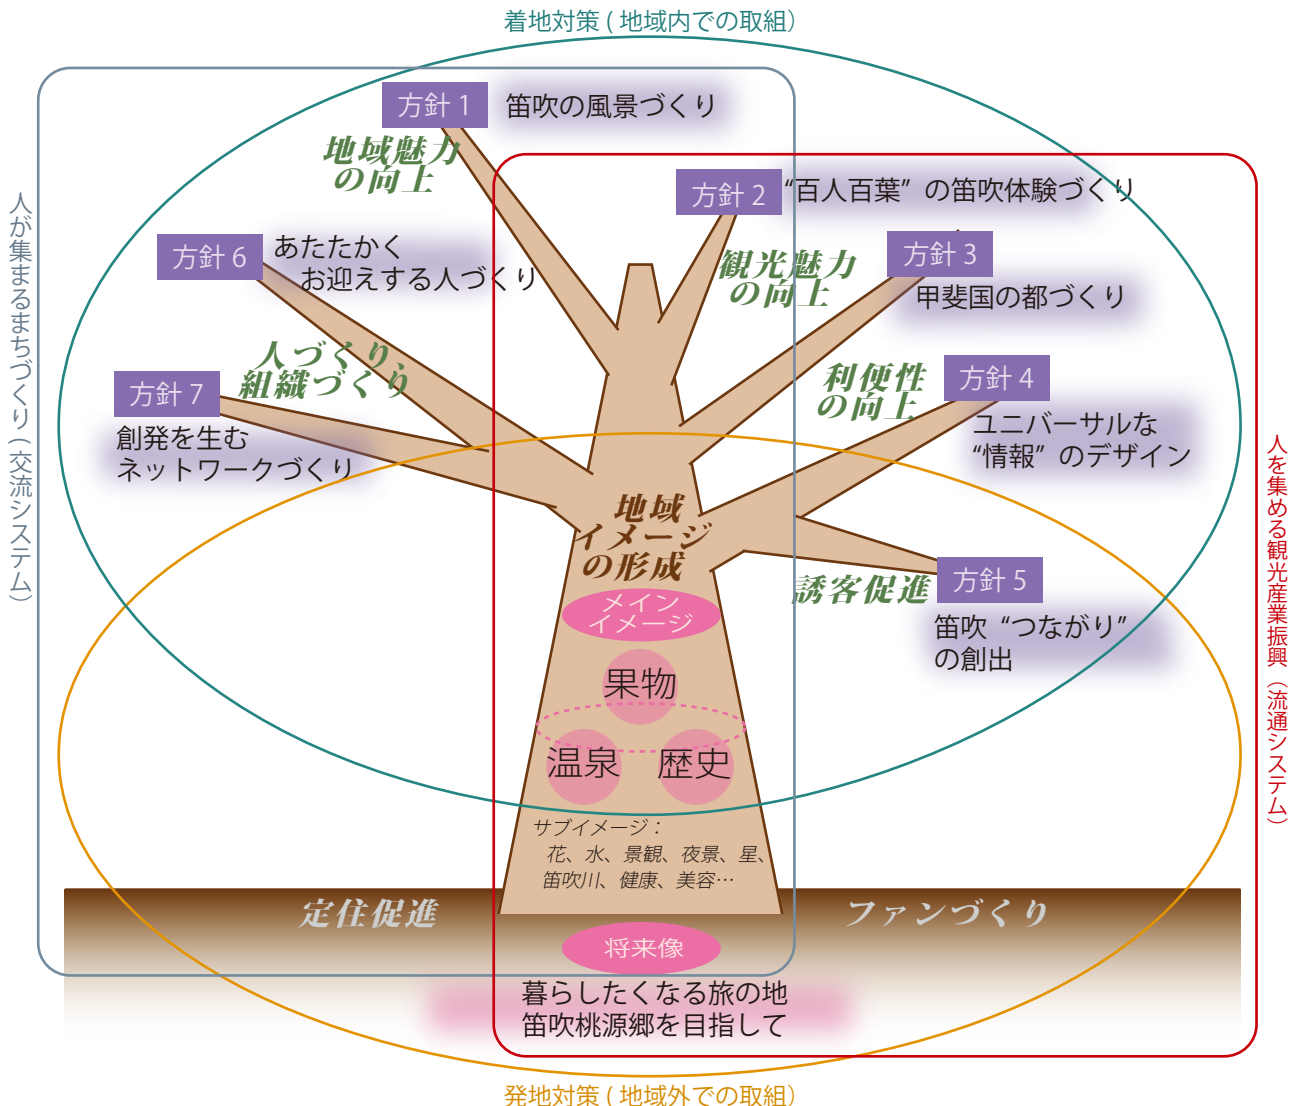 着地対策 ( 地域内での取組）
方針 1
笛吹の風景づくり
地域魅力
の向上
方針 2
“百人百葉”の笛吹体験づくり
人が集まるまちづくり（交流システム）
方針 6
あたたかく
お迎えする人づくり
観光魅力
の向上
方針 3
甲斐国の都づくり
人づくり、
組織づくり
利便性
の向上
方針 4
ユニバーサルな
“情報”のデザイン
方針 7
創発を生む
ネットワークづくり
人を集める観光産業振興（流通システム）
地域
イメージ
の形成
誘客促進
方針 5
笛吹“つながり”
の創出
メイン
イメージ
果物
温泉
歴史
サブイメージ：
花、水、景観、夜景、星、
笛吹川、健康、美容…
定住促進
ファンづくり
将来像
暮らしたくなる旅の地
笛吹桃源郷を目指して
発地対策 ( 地域外での取組）